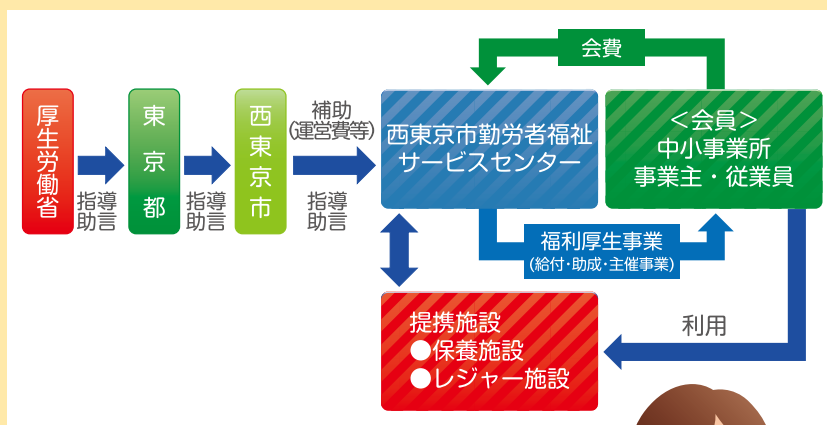 会費
厚生労働省
指導
助言
東京都
指導
助言
西東京市
補助
(運営費等)
指導
助言
西東京市勤労者福祉
サービスセンター
＜会員＞
中小事業所
事業主・従業員
福利厚生事業
(給付・助成・主催事業)
提携施設
●保養施設
●レジャー施設
利用